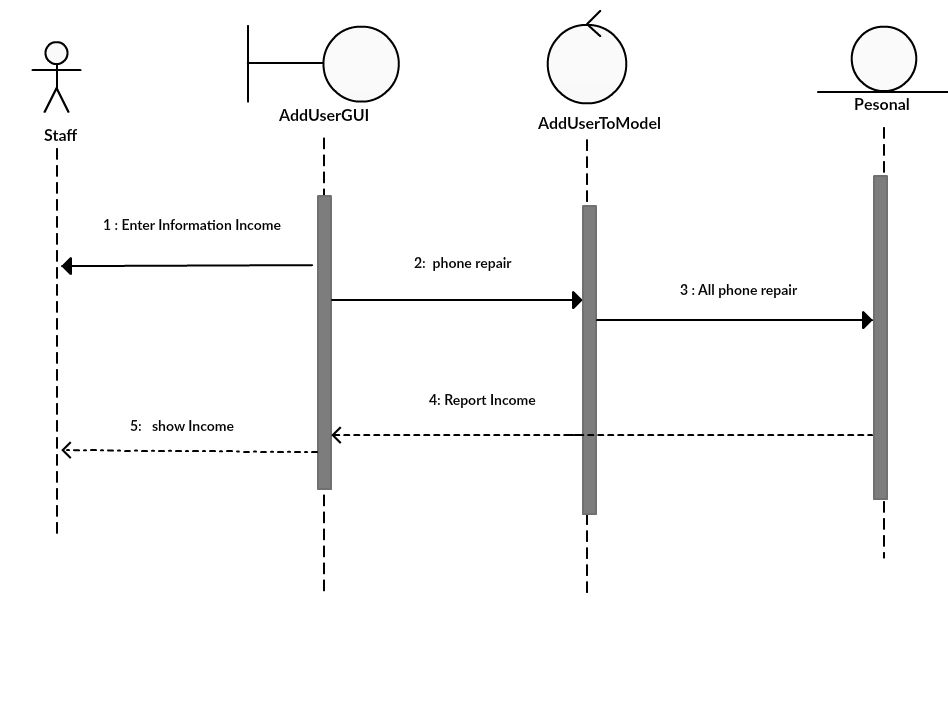 Staff
AddUserGUI
AddUserToModel
Pesonal
1 : Enter Information Income
2: phone repair
3 : All phone repair
4: Report Income
5: show Income